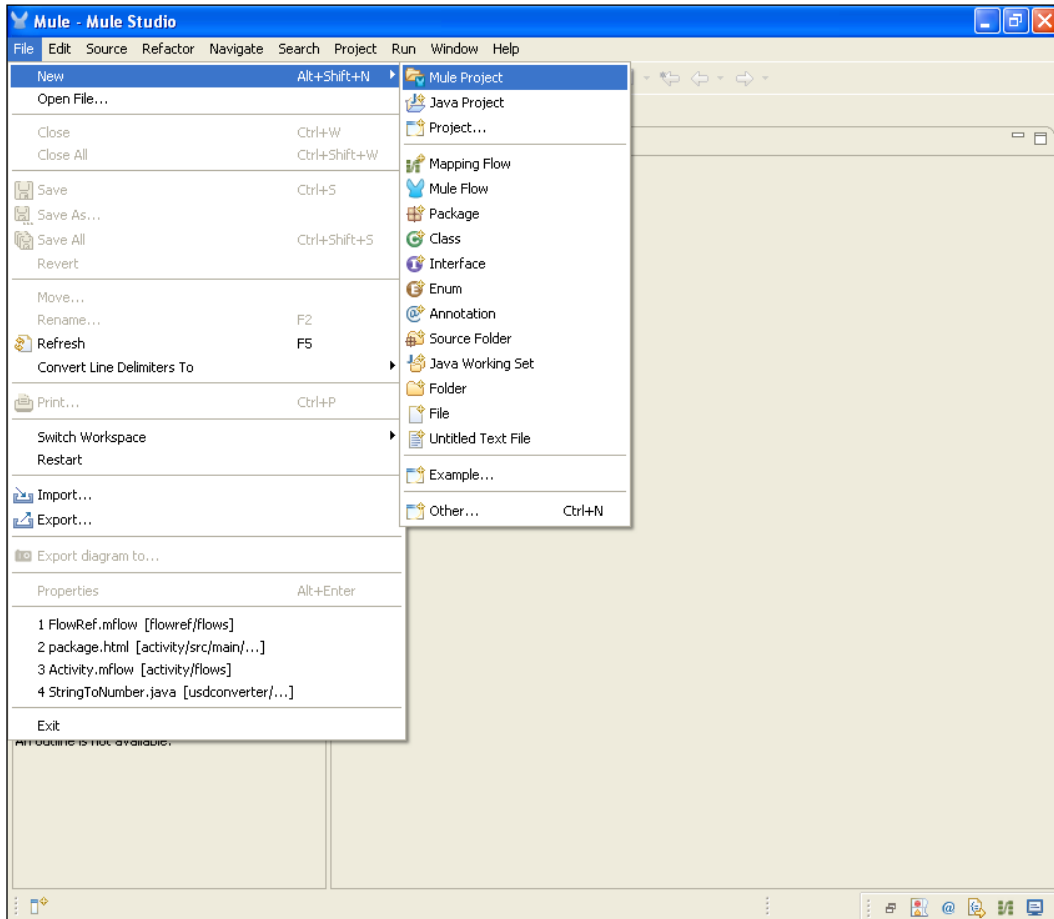 Mule - Mule Studio
File Edit Source Refactor Navigate Search Project Run Window Help
New Alt+Shift+N
Open File...
Close Ctrl+W
Close All Ctrl+Shift+W
Save Ctrl+S
Save As...
Save All Ctrl+Shift+S
Revert
Move...
Rename... F2
Refresh F5
Convert Line Delimiters To
Print... Ctrl+P
Switch Workspace
Restart
Import...
Export...
Export diagram to...
Properties Alt+Enter
1 FlowRef.mflow [flowref/flows]
2 package.html [activity/src/main/...]
3 Activity.mflow [activity/flows]
4 StringToNumber.java [usdconverter/...]
Exit
An outline is not available.
Mule Project
Java Project
Project...
Mapping Flow
Mule Flow
Package
Class
Interface
Enum
Annotation
Source Folder
Java Working Set
Folder
File
Untitled Text File
Example...
Other... Ctrl+N